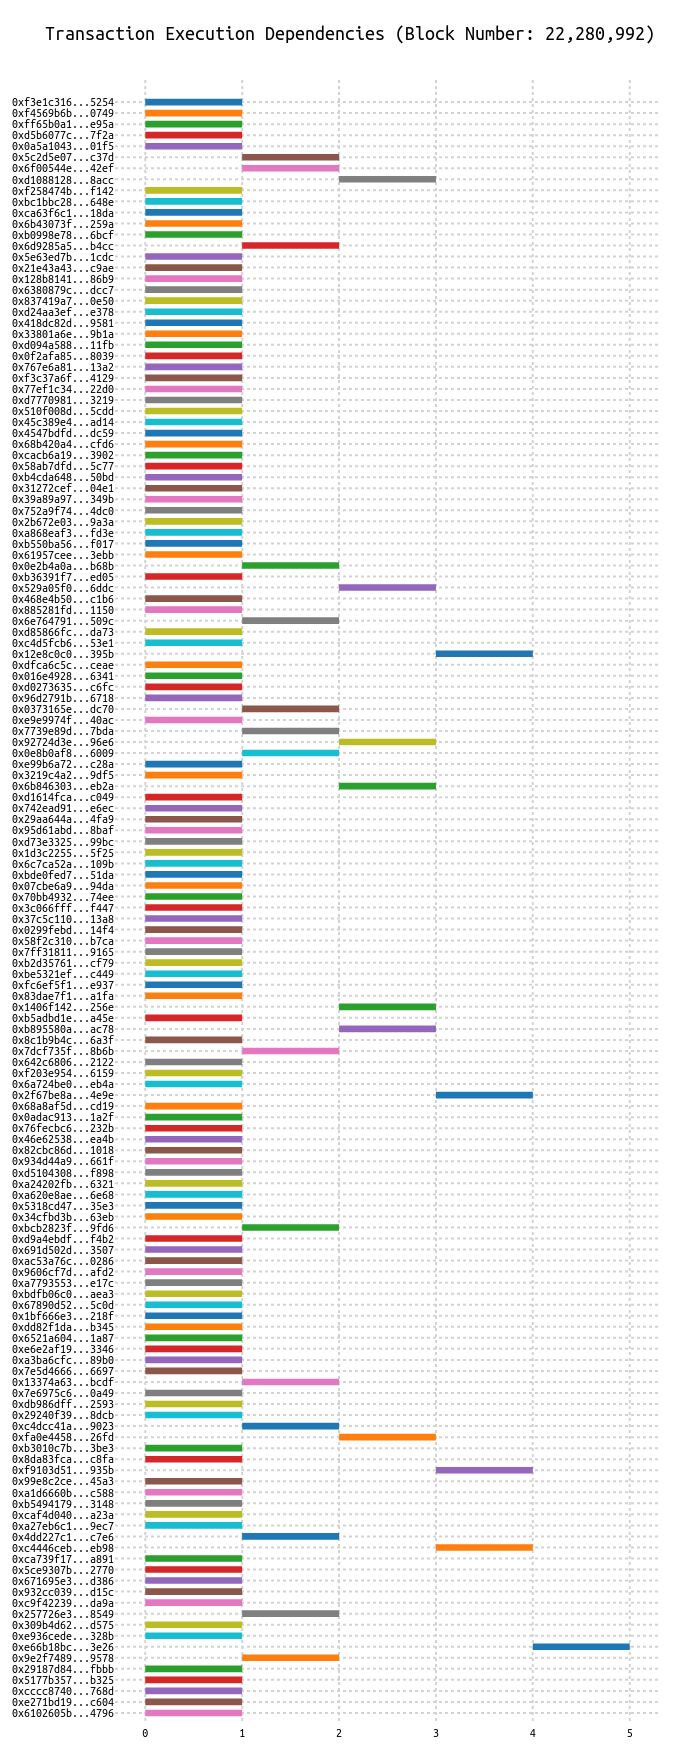 Transaction Execution Dependencies (Block Number: 22,280,992)
0xf3e1c316...5254
0xf4569b6b...0749
0xff65b0a1...e95a
0xd5b6077c...7f2a
0x0a5a1043...01f5
0x5c2d5e07...c37d
0x6f00544e...42ef
0xd1088128...8acc
0xf258474b...f142
0xbc1bbc28...648e
0xca63f6c1...18da
0x6b43073f...259a
0xb0998e78...6bcf
0x6d9285a5...b4cc
0x5e63ed7b...1cdc
0x21e43a43...c9ae
0x128b8141...86b9
0x6380879c...dcc7
0x837419a7...0e50
0xd24aa3ef...e378
0x418dc82d...9581
0x33801a6e...9b1a
0xd094a588...11fb
0x0f2afa85...8039
0x767e6a81...13a2
0xf3c37a6f...4129
0x77ef1c34...22d0
0xd7770981...3219
0x510f008d...5cdd
0x45c389e4...ad14
0x4547bdfd...dc59
0x68b420a4...cfd6
0xcacb6a19...3902
0x58ab7dfd...5c77
0xb4cda648...50bd
0x31272cef...04e1
0x39a89a97...349b
0x752a9f74...4dc0
0x2b672e03...9a3a
0xa868eaf3...fd3e
0xb550ba56...f017
0x61957cee...3ebb
0x0e2b4a0a...b68b
0xb36391f7...ed05
0x529a05f0...6ddc
0x468e4b50...c1b6
0x885281fd...1150
0x6e764791...509c
0xd85866fc...da73
0xc4d5fcb6...53e1
0x12e8c0c0...395b
0xdfca6c5c...ceae
0x016e4928...6341
0xd0273635...c6fc
0x96d2791b...6718
0x0373165e...dc70
0xe9e9974f...40ac
0x7739e89d...7bda
0x92724d3e...96e6
0x0e8b0af8...6009
0xe99b6a72...c28a
0x3219c4a2...9df5
0x6b846303...eb2a
0xd1614fca...c049
0x742ead91...e6ec
0x29aa644a...4fa9
0x95d61abd...8baf
0xd73e3325...99bc
0x1d3c2255...5f25
0x6c7ca52a...109b
0xbde0fed7...51da
0x07cbe6a9...94da
0x70bb4932...74ee
0x3c066fff...f447
0x37c5c110...13a8
0x0299febd...14f4
0x58f2c310...b7ca
0x7ff31811...9165
0xb2d35761...cf79
0xbe5321ef...c449
0xfc6ef5f1...e937
0x83dae7f1...a1fa
0x1406f142...256e
0xb5adbd1e...a45e
0xb895580a...ac78
0x8c1b9b4c...6a3f
0x7dcf735f...8b6b
0x642c6806...2122
0xf203e954...6159
0x6a724be0...eb4a
0x2f67be8a...4e9e
0x68a8af5d...cd19
0x0adac913...1a2f
0x76fecbc6...232b
0x46e62538...ea4b
0x82cbc86d...1018
0x934d44a9...661f
0xd5104308...f898
0xa24202fb...6321
0xa620e8ae...6e68
0x5318cd47...35e3
0x34cfbd3b...63eb
0xbcb2823f...9fd6
0xd9a4ebdf...f4b2
0x691d502d...3507
0xac53a76c...0286
0x9606cf7d...afd2
0xa7793553...e17c
0xbdfb06c0...aea3
0x67890d52...5c0d
0x1bf666e3...218f
0xdd82f1da...b345
0x6521a604...1a87
0xe6e2af19...3346
0xa3ba6cfc...89b0
0x7e5d4666...6697
0x13374a63...bcdf
0x7e6975c6...0a49
0xdb986dff...2593
0x29240f39...8dcb
0xc4dcc41a...9023
0xfa0e4458...26fd
0xb3010c7b...3be3
0x8da83fca...c8fa
0xf9103d51...935b
0x99e8c2ce...45a3
0xa1d6660b...c588
0xb5494179...3148
0xcaf4d040...a23a
0xa27eb6c1...9ec7
0x4dd227c1...c7e6
0xc4446ceb...eb98
0xca739f17...a891
0x5ce9307b...2770
0x671695e3...d386
0x932cc039...d15c
0xc9f42239...da9a
0x257726e3...8549
0x309b4d62...d575
0xe936cede...328b
0xe66b18bc...3e26
0x9e2f7489...9578
0x29187d84...fbbb
0x5177b357...b325
0xcccc8740...768d
0xe271bd19...c604
0x6102605b...4796
0 1 2 3 4 5